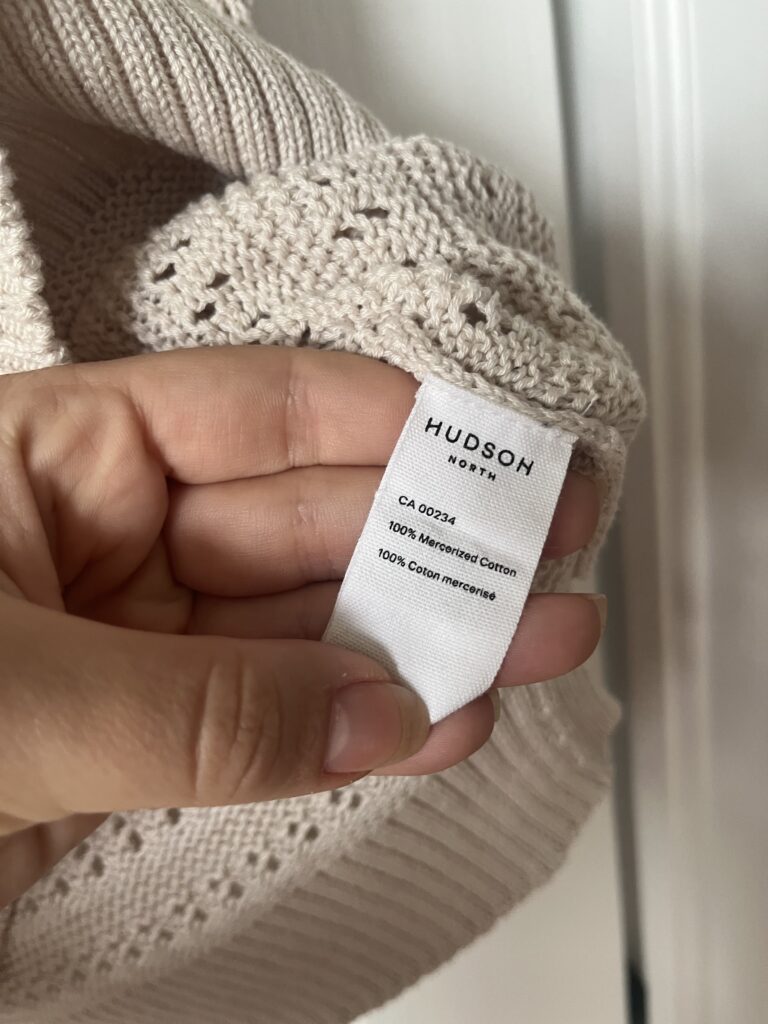 HUDSON
NORTH
CA 00234
100% Mercerized Cotton
100% Coton mercerisé